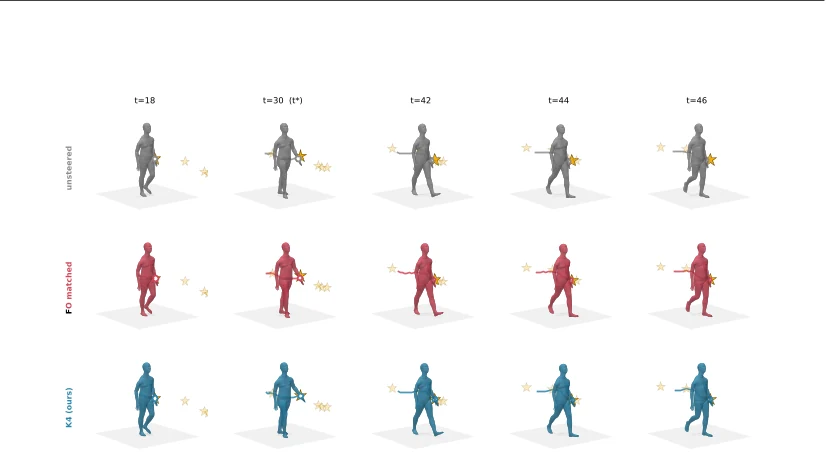 t=18
t=30 (t*)
t=42
t=44
t=46
unsteered
FO matched
K4 (ours)